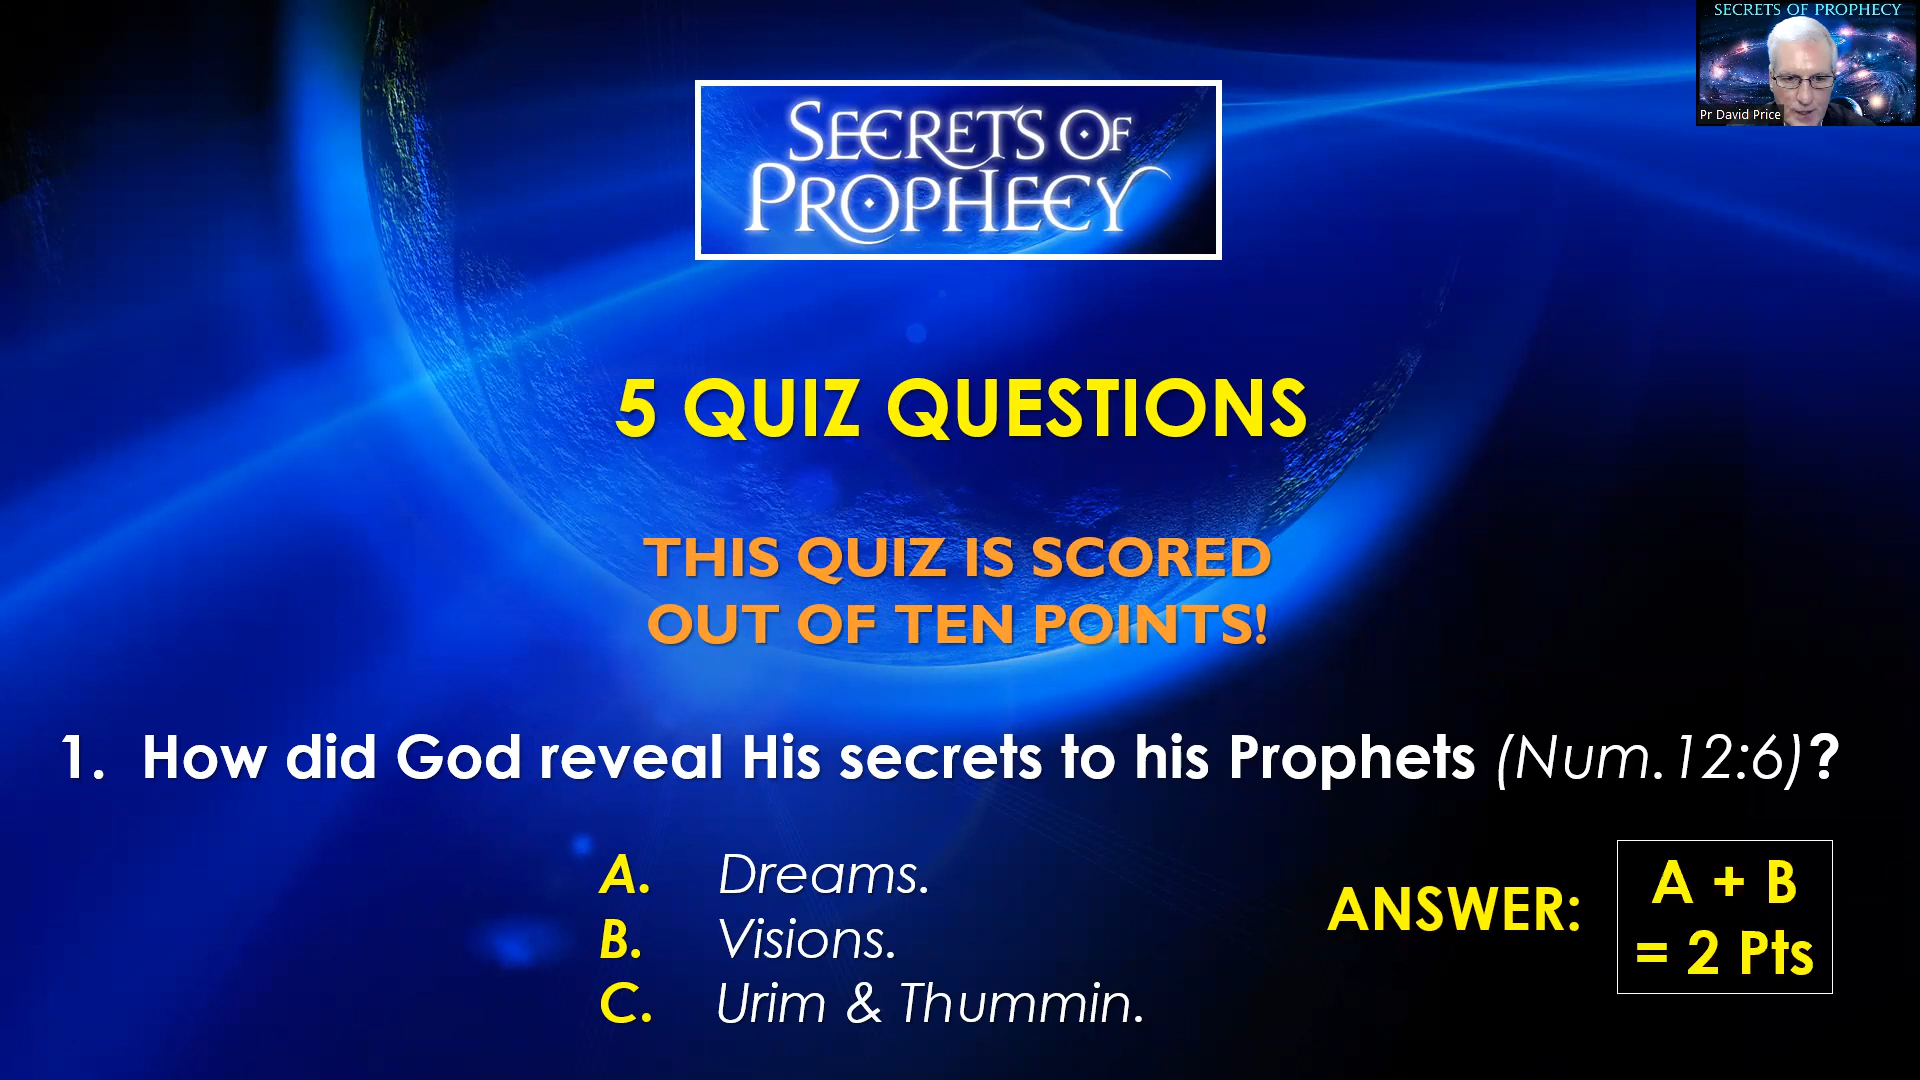 SECRETS OF PROPHECY
Pr David Price
SECRETS OF
PROPHECY
5 QUIZ QUESTIONS
THIS QUIZ IS SCORED
OUT OF TEN POINTS!
1. How did God reveal His secrets to his Prophets (Num.12:6)?
A. Dreams.
B. Visions.
C. Urim & Thummin.
ANSWER:
A + B
= 2 Pts